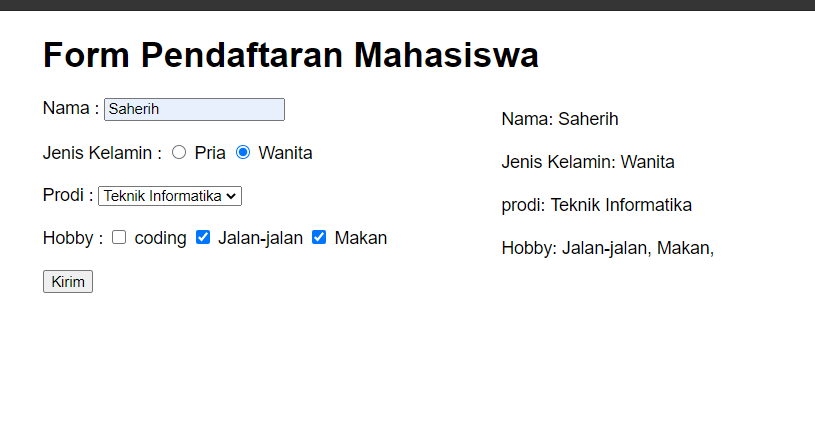 Form Pendaftaran Mahasiswa
Nama : Saherih
Jenis Kelamin : Pria Wanita
Prodi : Teknik Informatika
Hobby : coding Jalan-jalan Makan
Kirim
Nama: Saherih
Jenis Kelamin: Wanita
prodi: Teknik Informatika
Hobby: Jalan-jalan, Makan,